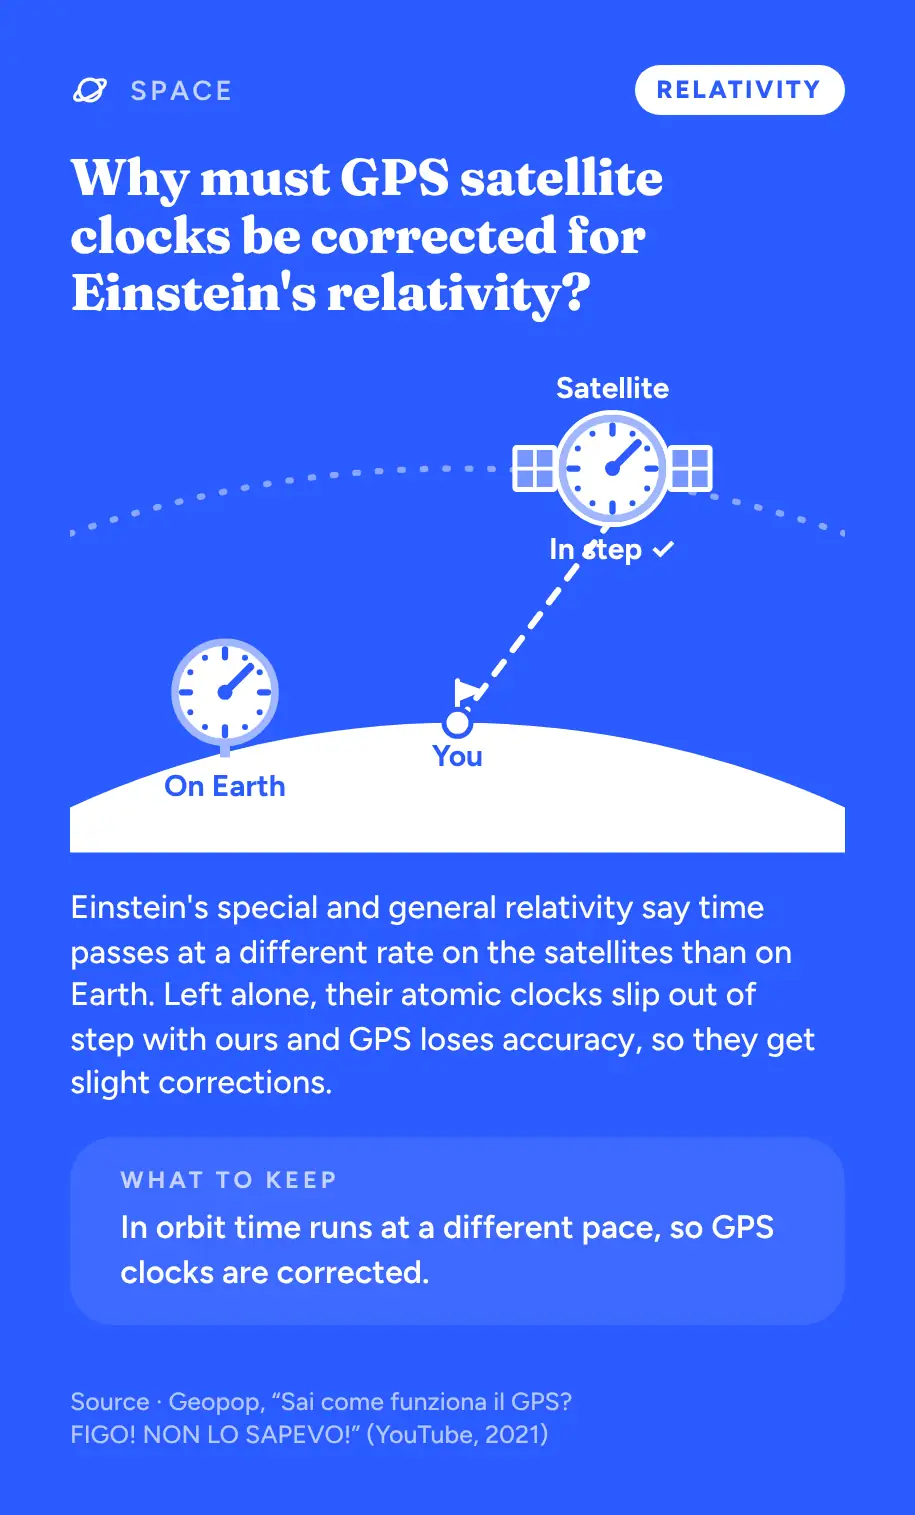 SPACE
RELATIVITY
Why must GPS satellite
clocks be corrected for
Einstein's relativity?
Satellite
In step ✓
On Earth
You
Einstein's special and general relativity say time
passes at a different rate on the satellites than on
Earth. Left alone, their atomic clocks slip out of
step with ours and GPS loses accuracy, so they get
slight corrections.
WHAT TO KEEP
In orbit time runs at a different pace, so GPS
clocks are corrected.
Source · Geopop, “Sai come funziona il GPS?
FIGO! NON LO SAPEVO!” (YouTube, 2021)